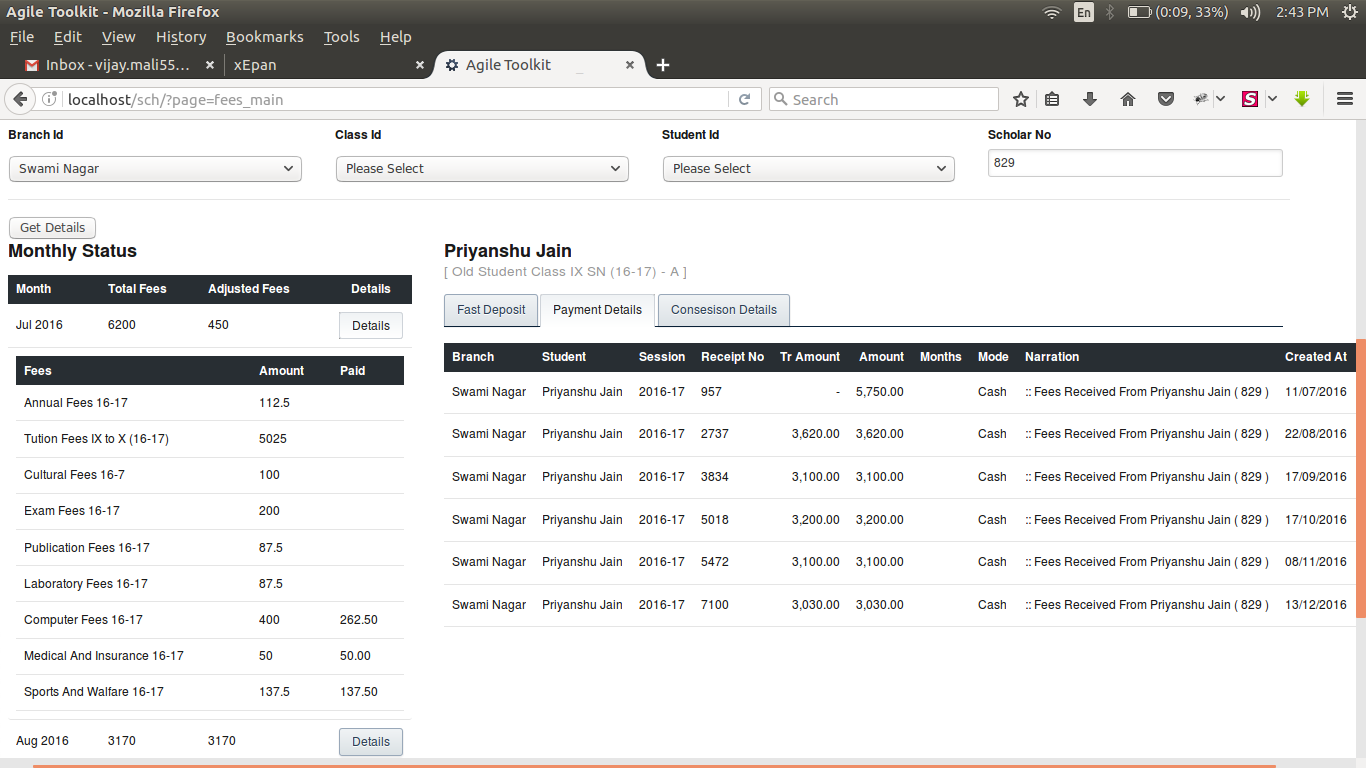 Agile Toolkit - Mozilla Firefox En (0:09, 33%) 2:43 PM
File Edit View History Bookmarks Tools Help
Inbox - vijay.mali55... × xEpan × Agile Toolkit _ × +
localhost/sch/?page=fees_main Search S
Branch Id Class Id Student Id Scholar No
Swami Nagar Please Select Please Select 829
Get Details
Monthly Status
Month Total Fees Adjusted Fees Details
Jul 2016 6200 450 Details
Fees Amount Paid
Annual Fees 16-17 112.5
Tution Fees IX to X (16-17) 5025
Cultural Fees 16-7 100
Exam Fees 16-17 200
Publication Fees 16-17 87.5
Laboratory Fees 16-17 87.5
Computer Fees 16-17 400 262.50
Medical And Insurance 16-17 50 50.00
Sports And Walfare 16-17 137.5 137.50
Aug 2016 3170 3170 Details
Priyanshu Jain
[ Old Student Class IX SN (16-17) - A ]
Fast Deposit Payment Details Consesison Details
Branch Student Session Receipt No Tr Amount Amount Months Mode Narration Created At
Swami Nagar Priyanshu Jain 2016-17 957 - 5,750.00 Cash :: Fees Received From Priyanshu Jain ( 829 ) 11/07/2016
Swami Nagar Priyanshu Jain 2016-17 2737 3,620.00 3,620.00 Cash :: Fees Received From Priyanshu Jain ( 829 ) 22/08/2016
Swami Nagar Priyanshu Jain 2016-17 3834 3,100.00 3,100.00 Cash :: Fees Received From Priyanshu Jain ( 829 ) 17/09/2016
Swami Nagar Priyanshu Jain 2016-17 5018 3,200.00 3,200.00 Cash :: Fees Received From Priyanshu Jain ( 829 ) 17/10/2016
Swami Nagar Priyanshu Jain 2016-17 5472 3,100.00 3,100.00 Cash :: Fees Received From Priyanshu Jain ( 829 ) 08/11/2016
Swami Nagar Priyanshu Jain 2016-17 7100 3,030.00 3,030.00 Cash :: Fees Received From Priyanshu Jain ( 829 ) 13/12/2016